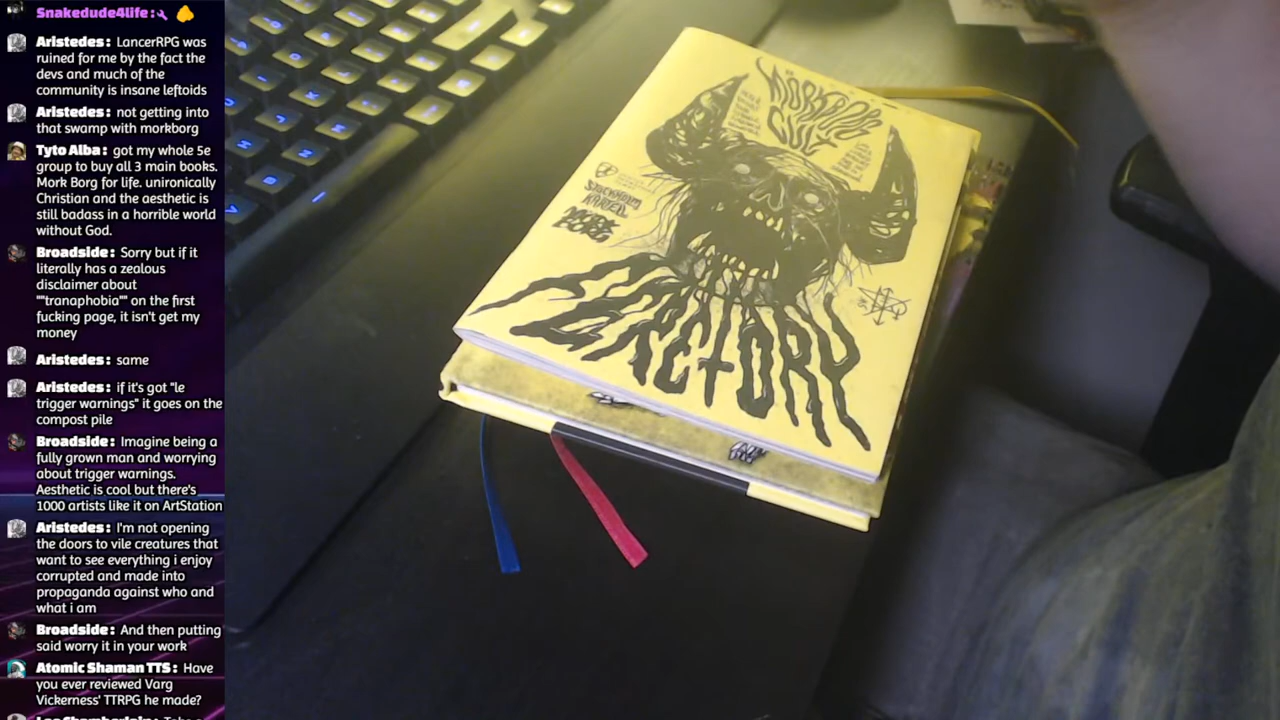 Snakedude4life:
Aristedes: LancerRPG was
ruined for me by the fact the
devs and much of the
community is insane leftoids
Aristedes: not getting into
that swamp with morkborg
Tyto Alba: got my whole 5e
group to buy all 3 main books.
Mork Borg for life. unironically
Christian and the aesthetic is
still badass in a horrible world
without God.
Broadside: Sorry but if it
literally has a zealous
disclaimer about
""tranaphobia"" on the first
fucking page, it isn't get my
money
Aristedes: same
Aristedes: if it's got "le
trigger warnings" it goes on the
compost pile
Broadside: Imagine being a
fully grown man and worrying
about trigger warnings.
Aesthetic is cool but there's
1000 artists like it on ArtStation
Aristedes: I'm not opening
the doors to vile creatures that
want to see everything i enjoy
corrupted and made into
propaganda against who and
what i am
Broadside: And then putting
said worry it in your work
Atomic Shaman TTS: Have
you ever reviewed Varg
Vickerness' TTRPG he made?
MÖRK BORG
CULT
STOCKHOLM
KARTELL
MÖRK
BORG